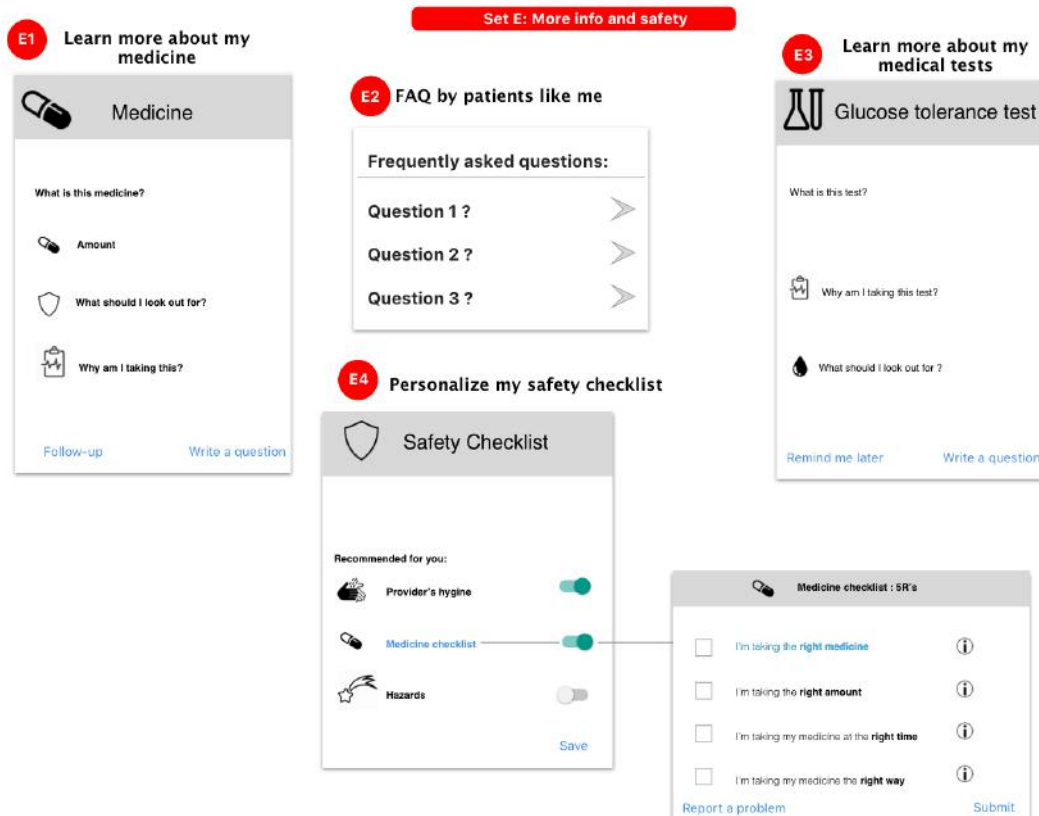 Set E: More info and safety
E1
Learn more about my
medicine
Medicine
What is this medicine?
Amount
What should I look out for?
Why am I taking this?
Follow-up
Write a question
E2
FAQ by patients like me
Frequently asked questions:
Question 1 ?
Question 2 ?
Question 3 ?
E3
Learn more about my
medical tests
Glucose tolerance test
What is this test?
Why am I taking this test?
What should I look out for ?
Remind me later
Write a question
E4
Personalize my safety checklist
Safety Checklist
Recommended for you:
Provider's hygine
Medicine checklist
Hazards
Save
Medicine checklist : 5R's
I'm taking the right medicine
I'm taking the right amount
I'm taking my medicine at the right time
I'm taking my medicine the right way
Report a problem
Submit